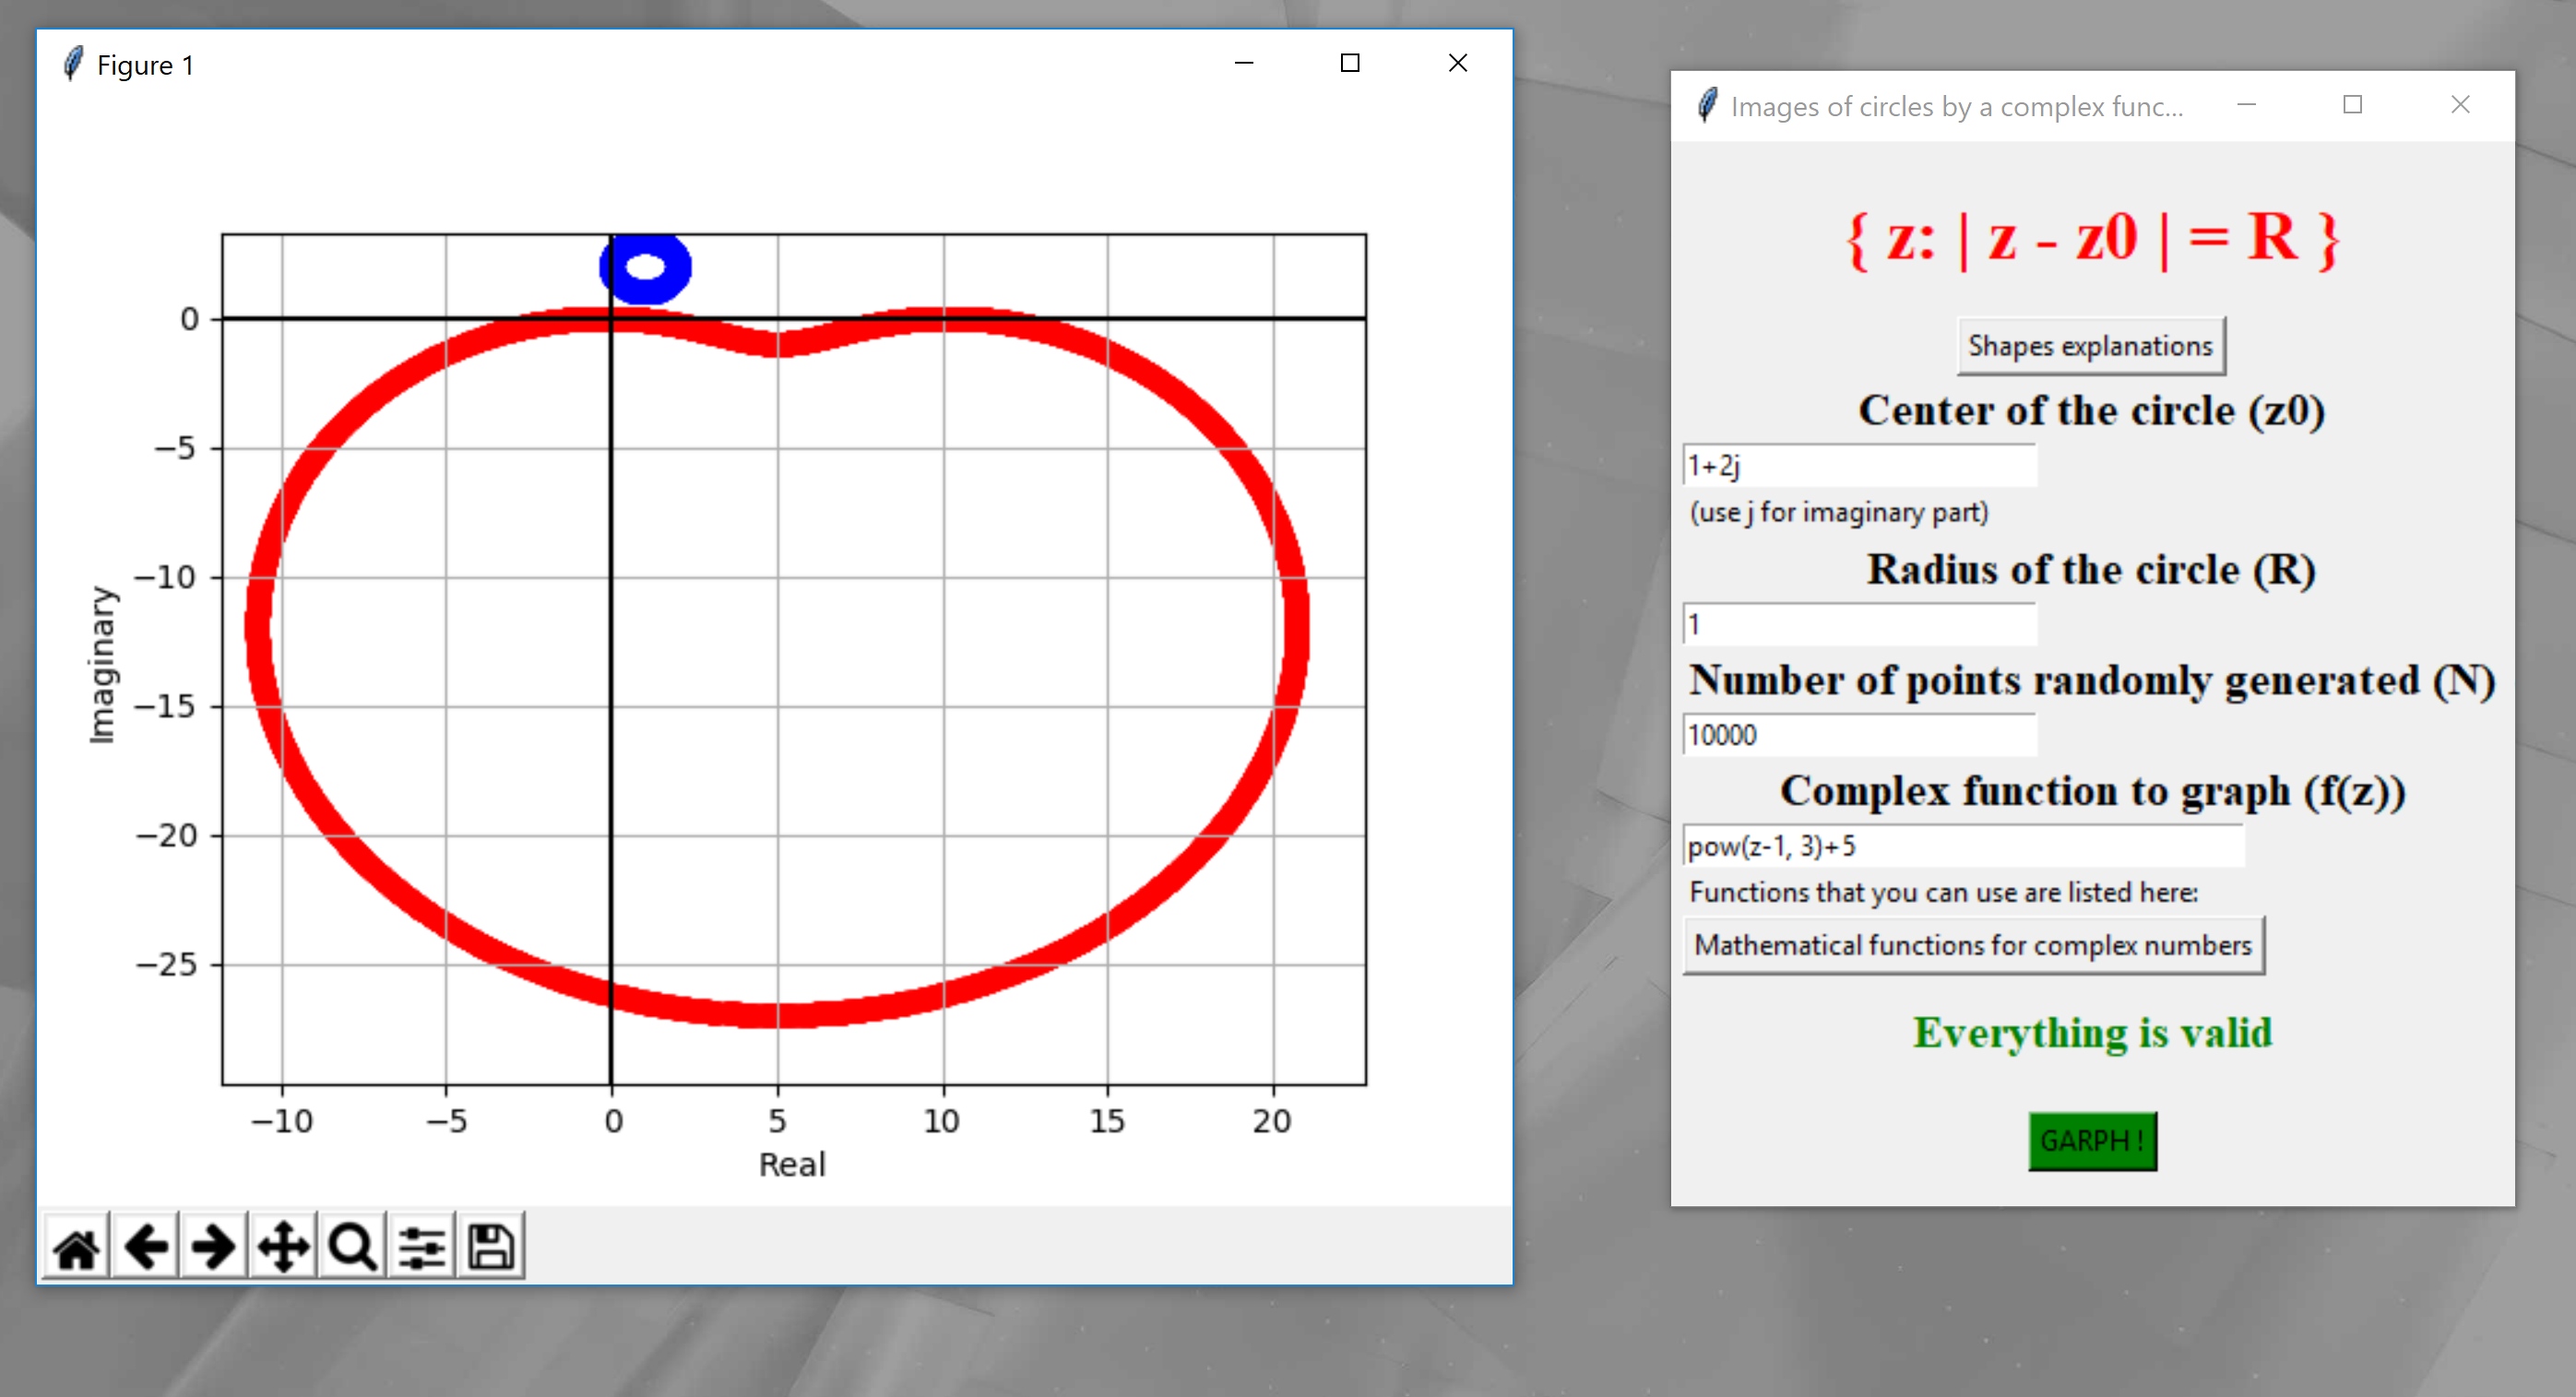 Figure 1
0
−5
−10
−15
−20
−25
Imaginary
−10 −5 0 5 10 15 20
Real
Images of circles by a complex func...
{ z: | z - z0 | = R }
Shapes explanations
Center of the circle (z0)
1+2j
(use j for imaginary part)
Radius of the circle (R)
1
Number of points randomly generated (N)
10000
Complex function to graph (f(z))
pow(z-1, 3)+5
Functions that you can use are listed here:
Mathematical functions for complex numbers
Everything is valid
GARPH !